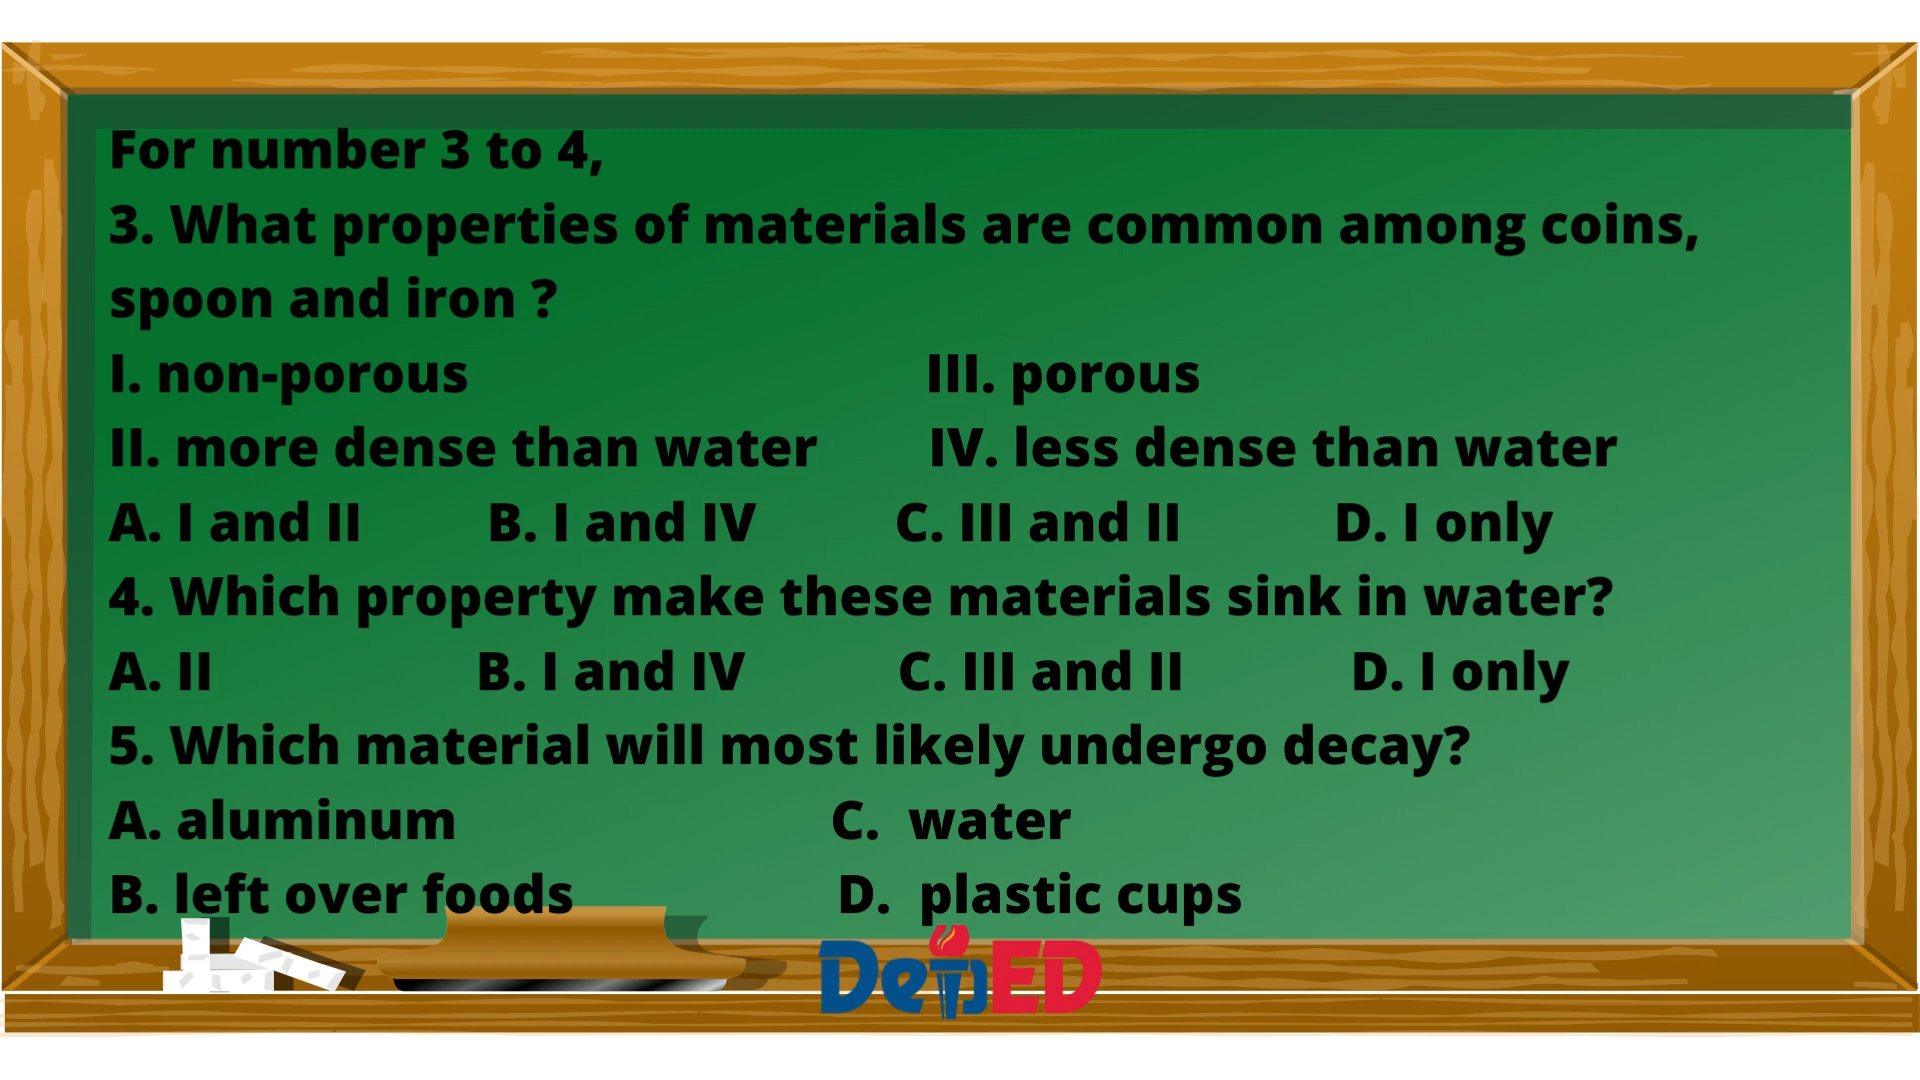 For number 3 to 4,
3. What properties of materials are common among coins,
spoon and iron ?
I. non-porous III. porous
II. more dense than water IV. less dense than water
A. I and II B. I and IV C. III and II D. I only
4. Which property make these materials sink in water?
A. II B. I and IV C. III and II D. I only
5. Which material will most likely undergo decay?
A. aluminum C. water
B. left over foods D. plastic cups
DepED